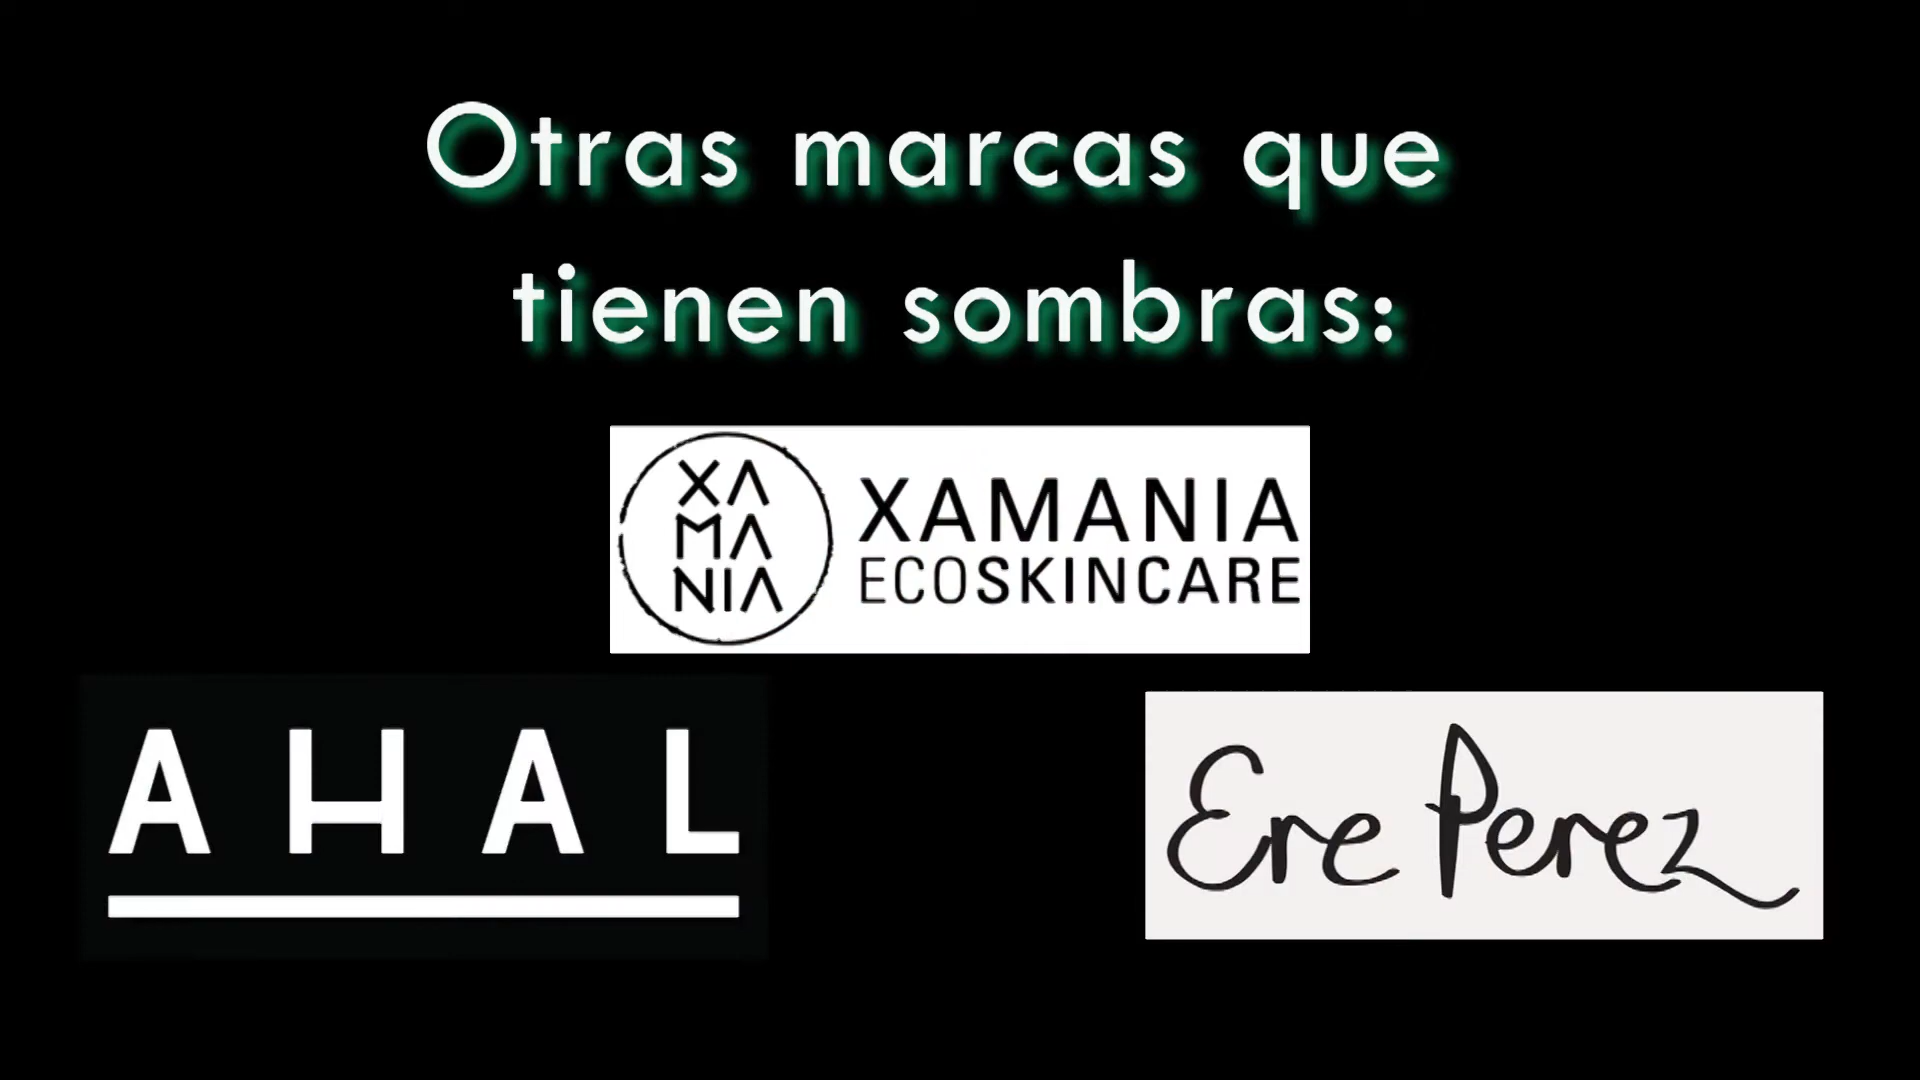 Otras marcas que
tienen sombras:
XA
MA
NIA
XAMANIA
ECOSKINCARE
AHAL
Ere Perez